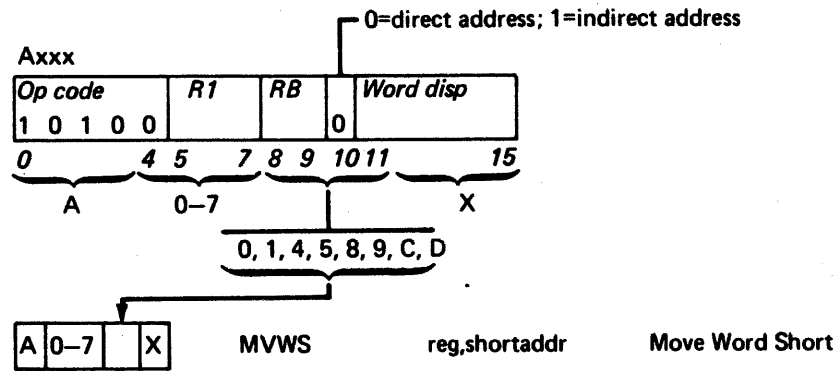 0=direct address; 1=indirect address
Axxx
Op code R1 RB Word disp
1 0 1 0 0 0
0 4 5 7 8 9 10 11 15
A 0–7 X
0, 1, 4, 5, 8, 9, C, D
A 0–7 X MVWS reg,shortaddr Move Word Short